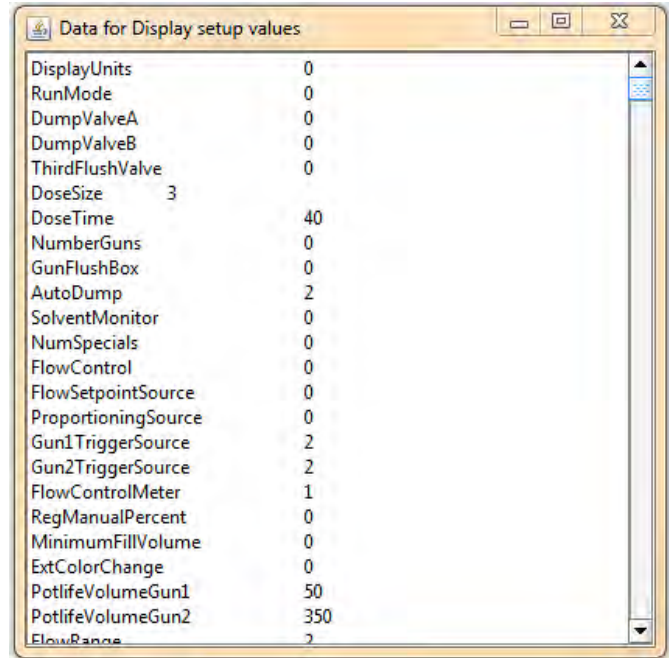 Data for Display setup values
DisplayUnits 0
RunMode 0
DumpValveA 0
DumpValveB 0
ThirdFlushValve 0
DoseSize 3
DoseTime 40
NumberGuns 0
GunFlushBox 0
AutoDump 2
SolventMonitor 0
NumSpecials 0
FlowControl 0
FlowSetpointSource 0
ProportioningSource 0
Gun1TriggerSource 2
Gun2TriggerSource 2
FlowControlMeter 1
RegManualPercent 0
MinimumFillVolume 0
ExtColorChange 0
PotlifeVolumeGun1 50
PotlifeVolumeGun2 350
FlowRange 2